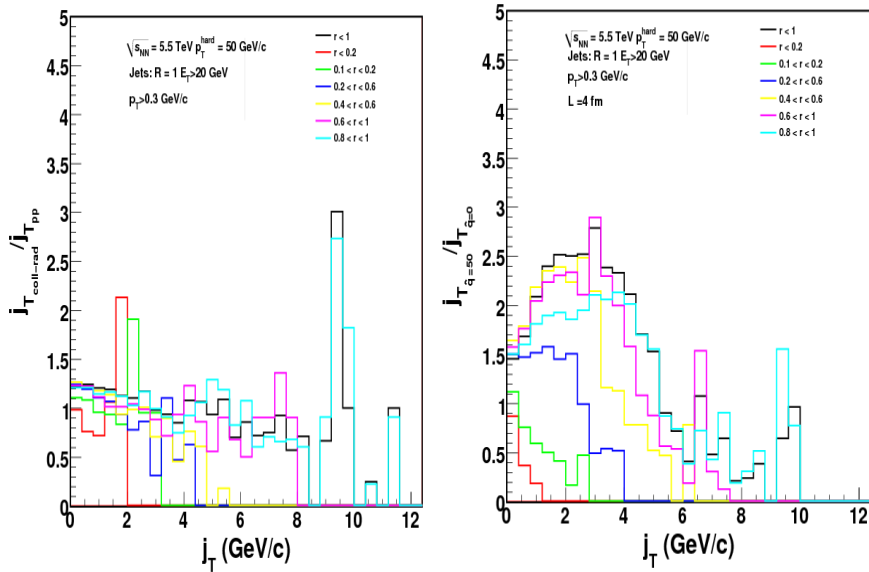 √s_NN = 5.5 TeV p_T^hard = 50 GeV/c
Jets: R = 1 E_T>20 GeV
p_T>0.3 GeV/c
r < 1
r < 0.2
0.1 < r < 0.2
0.2 < r < 0.6
0.4 < r < 0.6
0.6 < r < 1
0.8 < r < 1
j_T_coll-rad / j_T_pp
5
4.5
4
3.5
3
2.5
2
1.5
1
0.5
0
0 2 4 6 8 10 12
j_T (GeV/c)
√s_NN = 5.5 TeV p_T^hard = 50 GeV/c
Jets: R = 1 E_T>20 GeV
p_T>0.3 GeV/c
L =4 fm
r < 1
r < 0.2
0.1 < r < 0.2
0.2 < r < 0.6
0.4 < r < 0.6
0.6 < r < 1
0.8 < r < 1
j_T_q̂=50 / j_T_q̂=0
5
4.5
4
3.5
3
2.5
2
1.5
1
0.5
0
0 2 4 6 8 10 12
j_T (GeV/c)